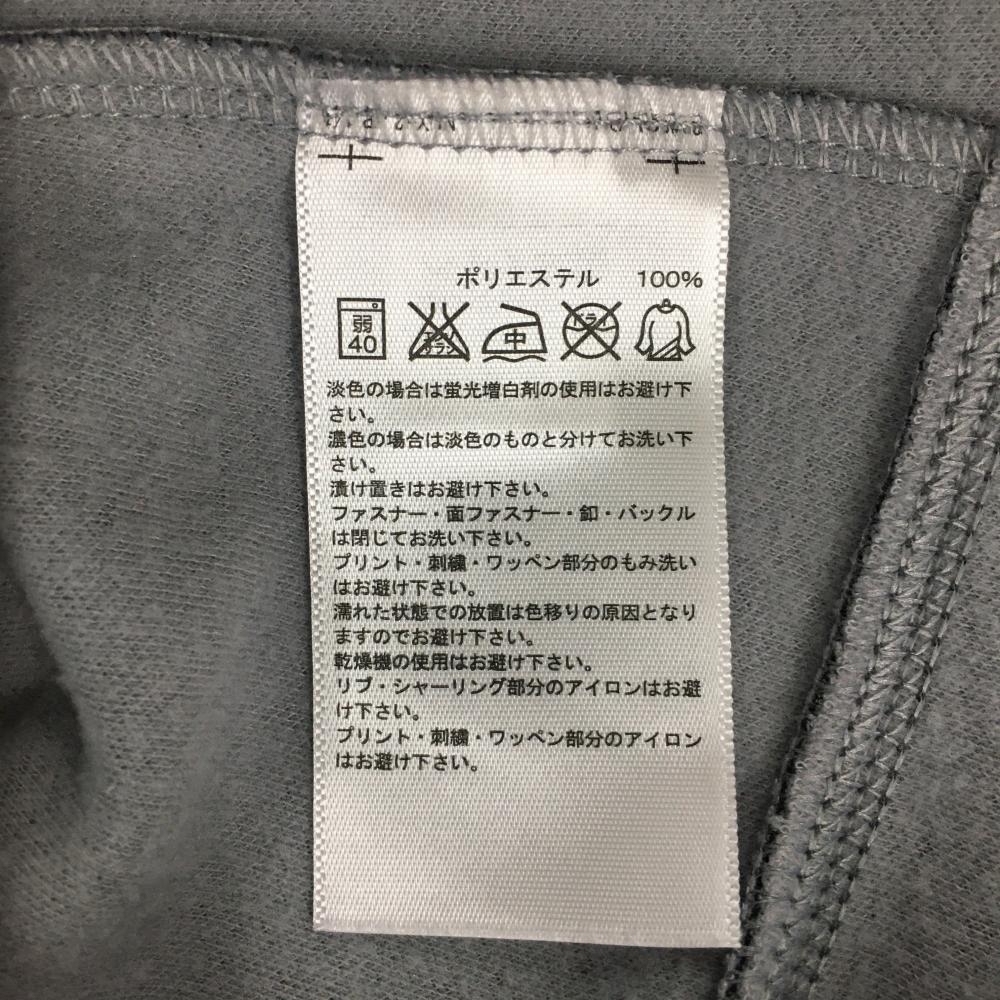 ポリエステル 100%
弱
40
エンソ
サラシ
中
ドライ
淡色の場合は蛍光増白剤の使用はお避け下
さい。
濃色の場合は淡色のものと分けてお洗い下
さい。
漬け置きはお避け下さい。
ファスナー・面ファスナー・釦・バックル
は閉じてお洗い下さい。
プリント・刺繍・ワッペン部分のもみ洗い
はお避け下さい。
濡れた状態での放置は色移りの原因となり
ますのでお避け下さい。
乾燥機の使用はお避け下さい。
リブ・シャーリング部分のアイロンはお避
け下さい。
プリント・刺繍・ワッペン部分のアイロン
はお避け下さい。